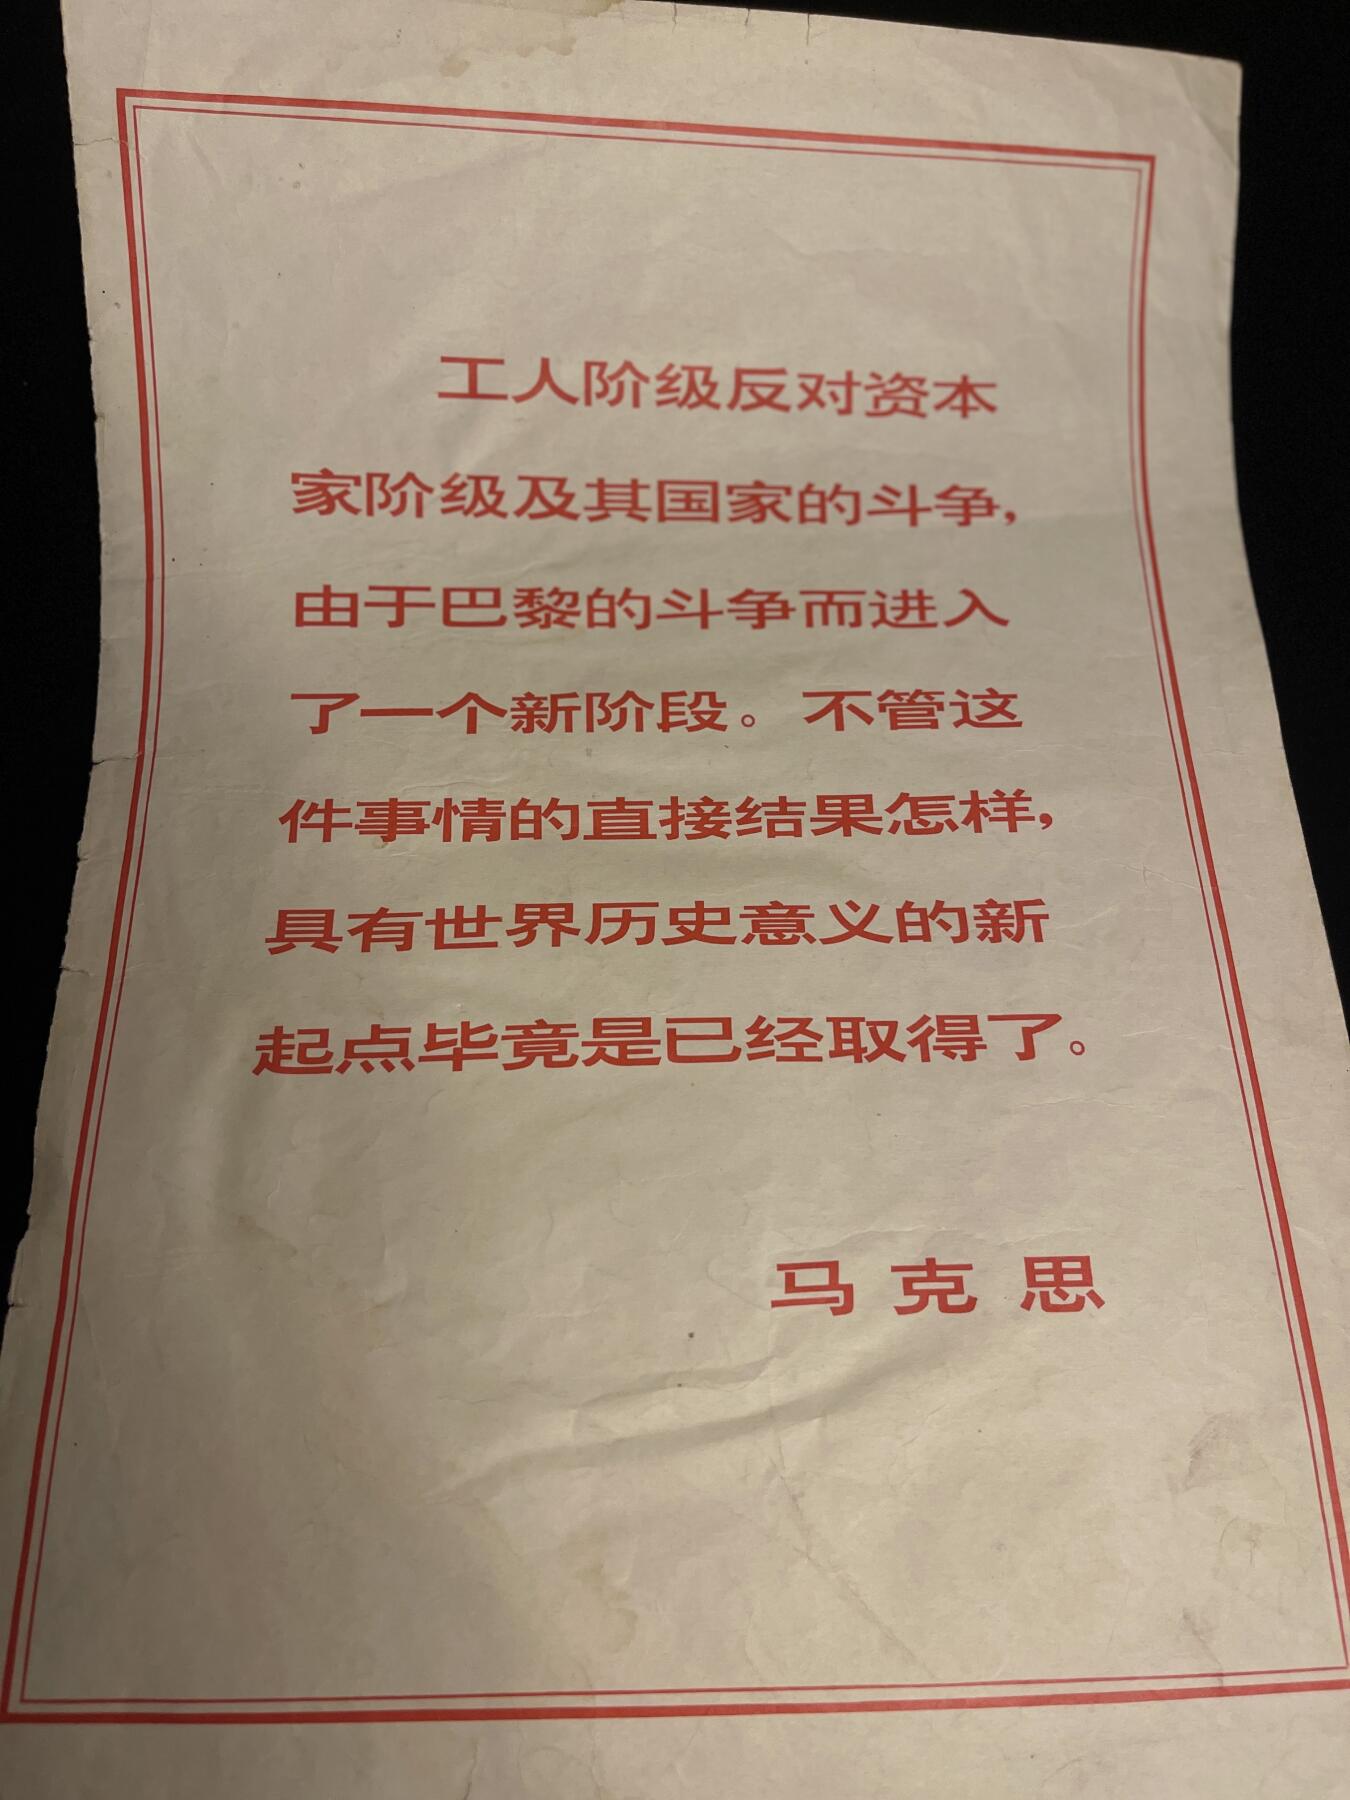 工人阶级反对资本
家阶级及其国家的斗争,
由于巴黎的斗争而进入
了一个新阶段。不管这
件事情的直接结果怎样,
具有世界历史意义的新
起点毕竟是已经取得了。
马克思